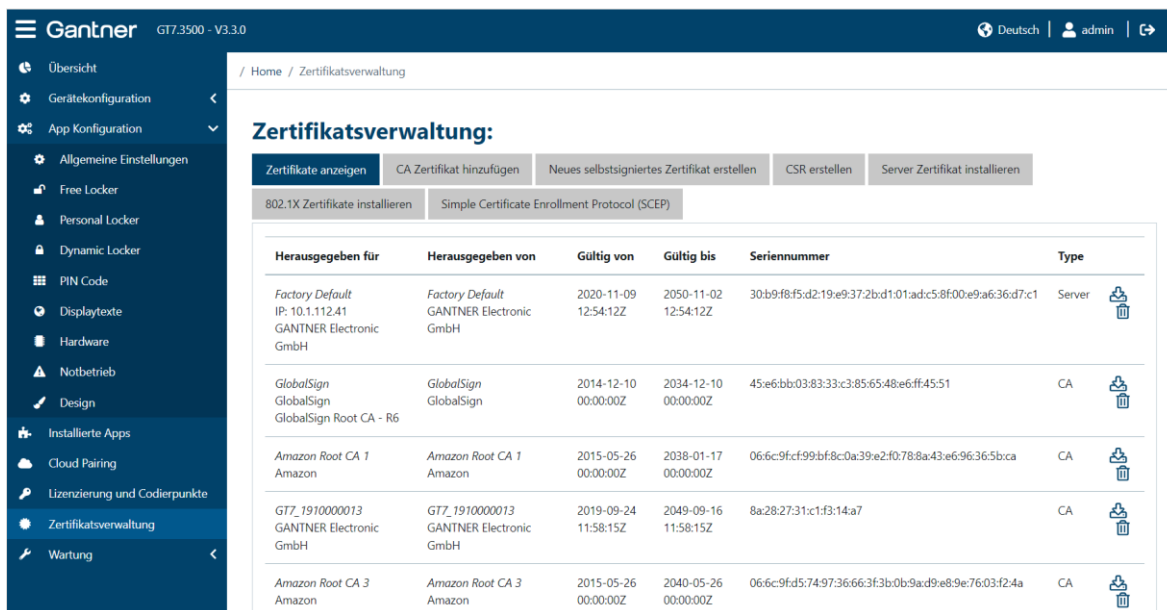 Gantner GT7.3500 - V3.3.0 Deutsch admin
Übersicht
Gerätekonfiguration
App Konfiguration
Allgemeine Einstellungen
Free Locker
Personal Locker
Dynamic Locker
PIN Code
Displaytexte
Hardware
Notbetrieb
Design
Installierte Apps
Cloud Pairing
Lizenzierung und Codierpunkte
Zertifikatsverwaltung
Wartung
/ Home / Zertifikatsverwaltung
Zertifikatsverwaltung:
Zertifikate anzeigen CA Zertifikat hinzufügen Neues selbstsigniertes Zertifikat erstellen CSR erstellen Server Zertifikat installieren
802.1X Zertifikate installieren Simple Certificate Enrollment Protocol (SCEP)
Herausgegeben für Herausgegeben von Gültig von Gültig bis Seriennummer Type
Factory Default Factory Default 2020-11-09 2050-11-02 30:b9:f8:f5:d2:19:e9:37:2b:d1:01:ad:c5:8f:00:e9:a6:36:d7:c1 Server
IP: 10.1.112.41 GANTNER Electronic 12:54:12Z 12:54:12Z
GANTNER Electronic GmbH
GmbH
GlobalSign GlobalSign 2014-12-10 2034-12-10 45:e6:bb:03:83:33:c3:85:65:48:e6:ff:45:51 CA
GlobalSign GlobalSign 00:00:00Z 00:00:00Z
GlobalSign Root CA - R6
Amazon Root CA 1 Amazon Root CA 1 2015-05-26 2038-01-17 06:6c:9f:cf:99:bf:8c:0a:39:e2:f0:78:8a:43:e6:96:36:5b:ca CA
Amazon Amazon 00:00:00Z 00:00:00Z
GT7_1910000013 GT7_1910000013 2019-09-24 2049-09-16 8a:28:27:31:c1:f3:14:a7 CA
GANTNER Electronic GANTNER Electronic 11:58:15Z 11:58:15Z
GmbH GmbH
Amazon Root CA 3 Amazon Root CA 3 2015-05-26 2040-05-26 06:6c:9f:d5:74:97:36:66:3f:3b:0b:9a:d9:e8:9e:76:03:f2:4a CA
Amazon Amazon 00:00:00Z 00:00:00Z